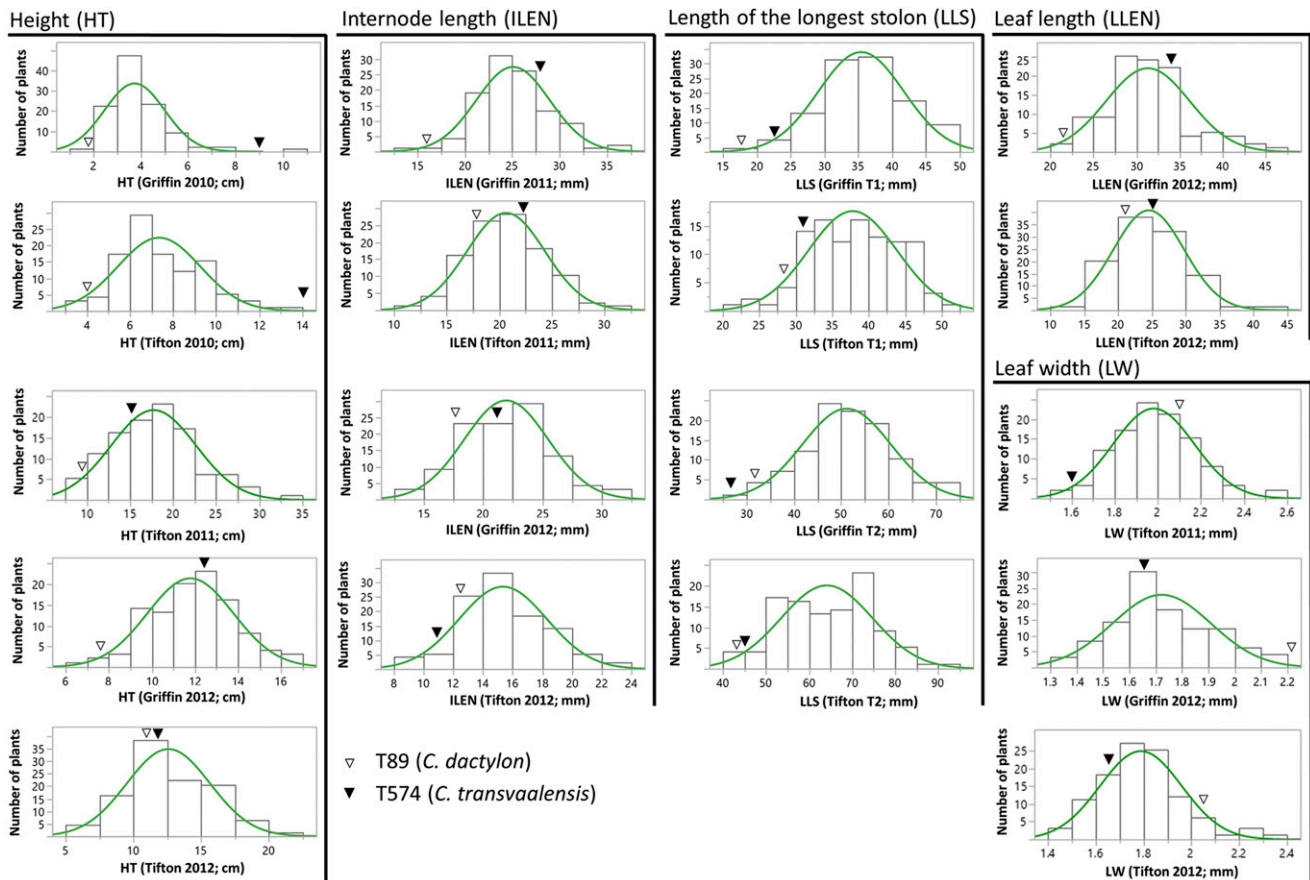 Height (HT)
Number of plants
40
30
20
10
2 4 6 8 10
HT (Griffin 2010; cm)
Number of plants
25
20
15
10
5
4 6 8 10 12 14
HT (Tifton 2010; cm)
Number of plants
20
15
10
5
10 15 20 25 30 35
HT (Tifton 2011; cm)
Number of plants
20
15
10
5
6 8 10 12 14 16
HT (Griffin 2012; cm)
Number of plants
35
30
25
20
15
10
5
5 10 15 20
HT (Tifton 2012; cm)
Internode length (ILEN)
Number of plants
30
25
20
15
10
5
15 20 25 30 35
ILEN (Griffin 2011; mm)
Number of plants
25
20
15
10
5
10 15 20 25 30
ILEN (Tifton 2011; mm)
Number of plants
30
25
20
15
10
5
15 20 25 30
ILEN (Griffin 2012; mm)
Number of plants
30
25
20
15
10
5
8 10 12 14 16 18 20 22 24
ILEN (Tifton 2012; mm)
T89 (C. dactylon)
T574 (C. transvaalensis)
Length of the longest stolon (LLS)
Number of plants
30
25
20
15
10
5
15 20 25 30 35 40 45 50
LLS (Griffin T1; mm)
Number of plants
15
10
5
20 25 30 35 40 45 50
LLS (Tifton T1; mm)
Number of plants
20
15
10
5
30 40 50 60 70
LLS (Griffin T2; mm)
Number of plants
20
15
10
5
40 50 60 70 80 90
LLS (Tifton T2; mm)
Leaf length (LLEN)
Number of plants
25
20
15
10
5
20 25 30 35 40 45
LLEN (Griffin 2012; mm)
Number of plants
35
30
25
20
15
10
5
10 15 20 25 30 35 40 45
LLEN (Tifton 2012; mm)
Leaf width (LW)
Number of plants
20
15
10
5
1.6 1.8 2 2.2 2.4 2.6
LW (Tifton 2011; mm)
Number of plants
30
25
20
15
10
5
1.3 1.4 1.5 1.6 1.7 1.8 1.9 2 2.1 2.2
LW (Griffin 2012; mm)
Number of plants
25
20
15
10
5
1.4 1.6 1.8 2 2.2 2.4
LW (Tifton 2012; mm)